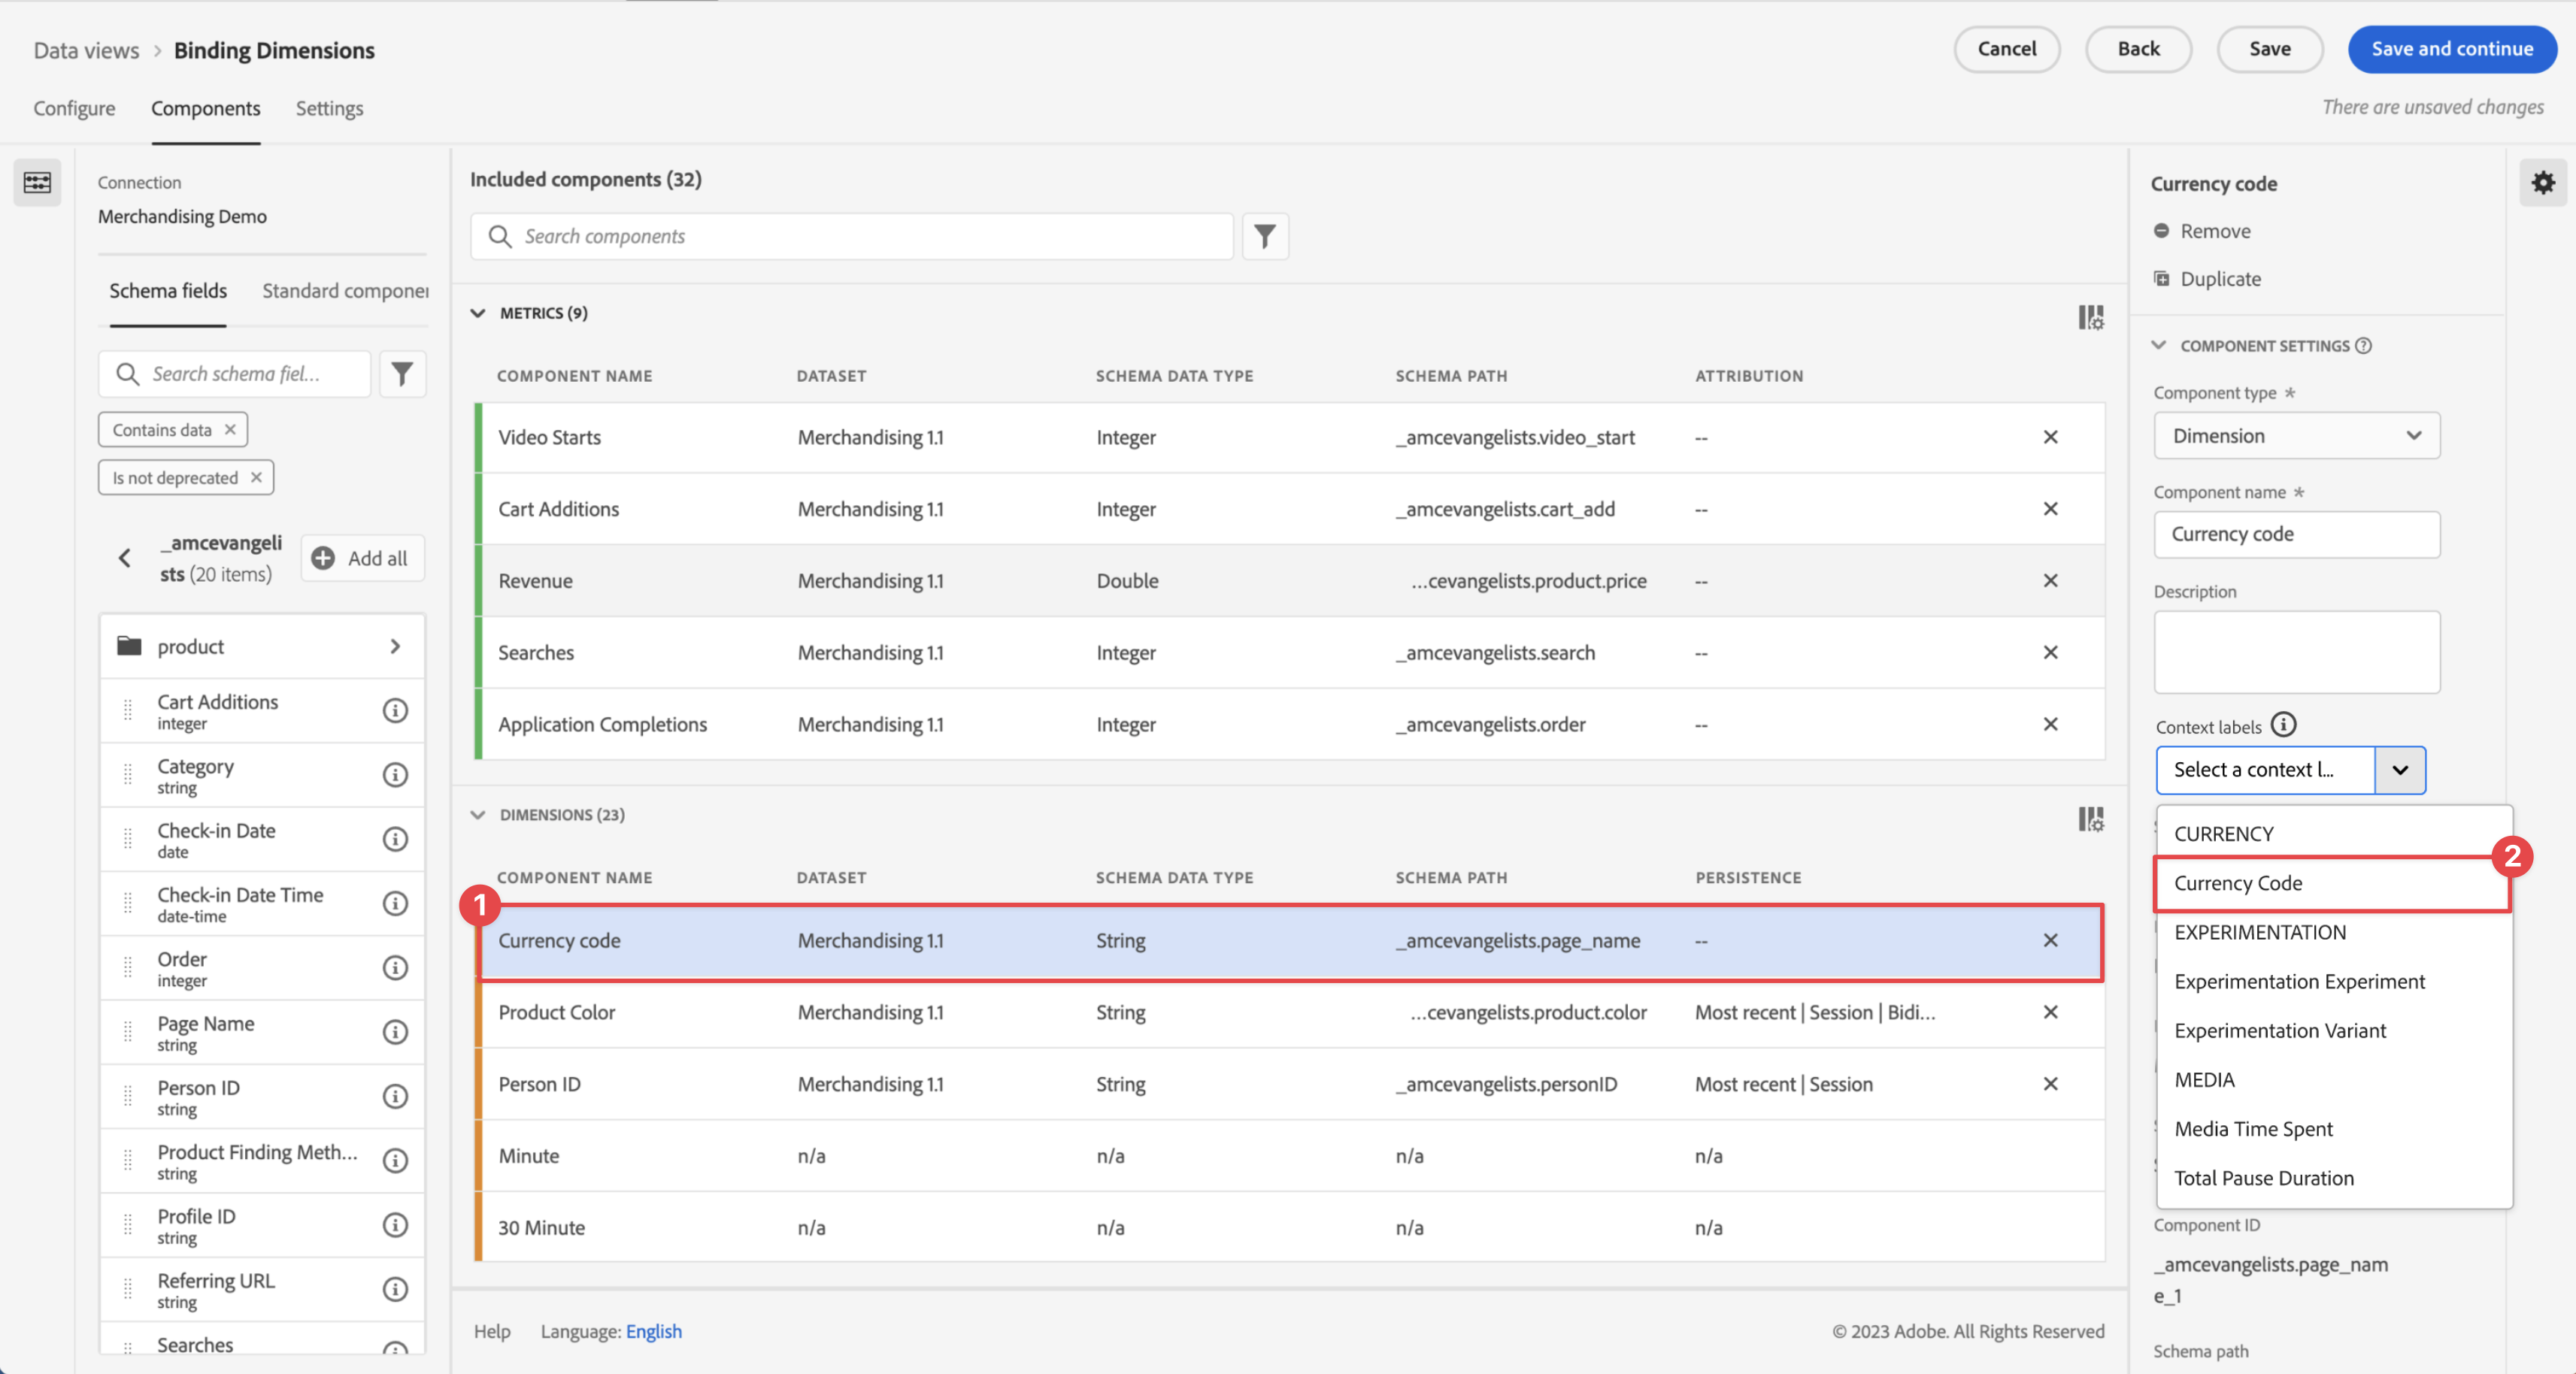 Data views > Binding Dimensions
Cancel
Back
Save
Save and continue
Configure
Components
Settings
There are unsaved changes
Connection
Merchandising Demo
Schema fields
Standard componer
Search schema fiel...
Contains data ×
Is not deprecated ×
_amcevangeli
sts (20 items)
Add all
product
Cart Additions
integer
Category
string
Check-in Date
date
Check-in Date Time
date-time
Order
integer
Page Name
string
Person ID
string
Product Finding Meth...
string
Profile ID
string
Referring URL
string
Searches
Included components (32)
Search components
METRICS (9)
COMPONENT NAME DATASET SCHEMA DATA TYPE SCHEMA PATH ATTRIBUTION
Video Starts Merchandising 1.1 Integer _amcevangelists.video_start --
Cart Additions Merchandising 1.1 Integer _amcevangelists.cart_add --
Revenue Merchandising 1.1 Double ...cevangelists.product.price --
Searches Merchandising 1.1 Integer _amcevangelists.search --
Application Completions Merchandising 1.1 Integer _amcevangelists.order --
DIMENSIONS (23)
COMPONENT NAME DATASET SCHEMA DATA TYPE SCHEMA PATH PERSISTENCE
1
Currency code Merchandising 1.1 String _amcevangelists.page_name --
Product Color Merchandising 1.1 String ...cevangelists.product.color Most recent | Session | Bidi...
Person ID Merchandising 1.1 String _amcevangelists.personID Most recent | Session
Minute n/a n/a n/a n/a
30 Minute n/a n/a n/a n/a
Help
Language: English
© 2023 Adobe. All Rights Reserved
Currency code
Remove
Duplicate
COMPONENT SETTINGS
Component type *
Dimension
Component name *
Currency code
Description
Context labels
Select a context l...
CURRENCY
2
Currency Code
EXPERIMENTATION
Experimentation Experiment
Experimentation Variant
MEDIA
Media Time Spent
Total Pause Duration
Component ID
_amcevangelists.page_nam
e_1
Schema path